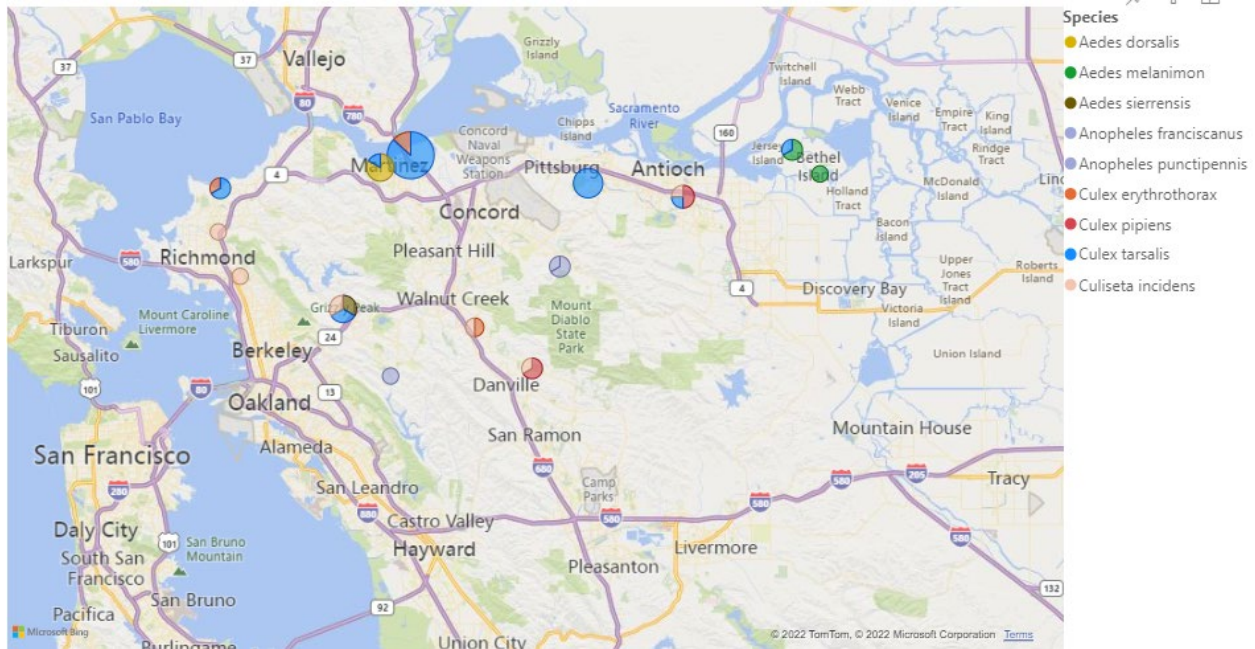 Species
Aedes dorsalis
Aedes melanimon
Aedes sierrensis
Anopheles franciscanus
Anopheles punctipennis
Culex erythrothorax
Culex pipiens
Culex tarsalis
Culiseta incidens
37
37
Vallejo
80
780
Grizzly
Island
San Pablo Bay
Concord
Naval
Weapons
Station
Chipps
Island
Sacramento
River
160
Twitchell
Island
Webb
Tract
Venice
Island
Empire
Tract
King
Island
Rindge
Tract
Jersey
Island
Bethel
Island
Holland
Tract
McDonald
Island
Bacon
Island
Martinez
4
Pittsburg
Antioch
Concord
Richmond
580
Larkspur
Pleasant Hill
Walnut Creek
Mount
Diablo
State
Park
4
Discovery Bay
Upper
Jones
Tract
Island
Roberts
Island
Victoria
Island
Union Island
Mount Caroline
Livermore
Tiburon
Sausalito
101
80
24
Berkeley
13
Oakland
Danville
Alameda
San Ramon
Mountain House
San Francisco
280
680
San Leandro
880
Camp
Parks
580
580
580
205
Tracy
Daly City
101
San Bruno
Mountain
Castro Valley
Hayward
Livermore
580
South San
Francisco
Pleasanton
San Bruno
Pacifica
92
132
Union City
Burlingame
Microsoft Bing
© 2022 TomTom, © 2022 Microsoft Corporation Terms